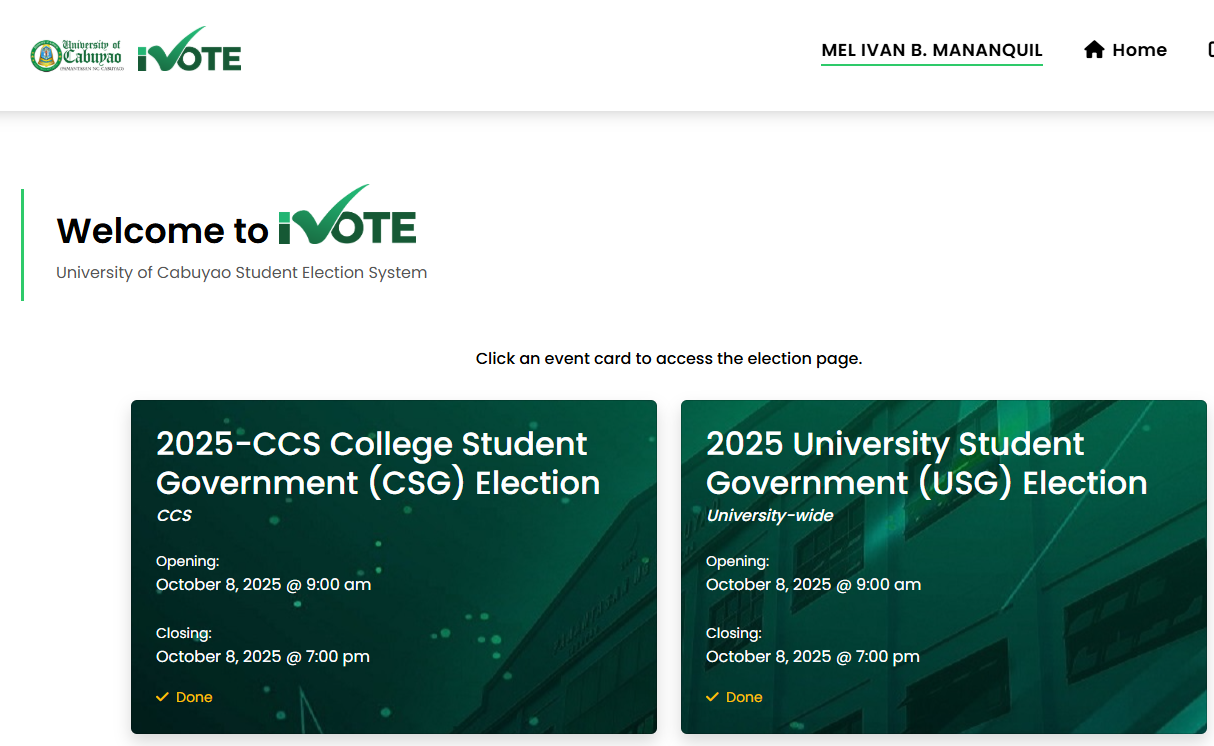 University of
Cabuyao
iVOTE
MEL IVAN B. MANANQUIL
Home
Welcome to iVOTE
University of Cabuyao Student Election System
Click an event card to access the election page.
2025-CCS College Student
Government (CSG) Election
CCS
Opening:
October 8, 2025 @ 9:00 am
Closing:
October 8, 2025 @ 7:00 pm
Done
2025 University Student
Government (USG) Election
University-wide
Opening:
October 8, 2025 @ 9:00 am
Closing:
October 8, 2025 @ 7:00 pm
Done